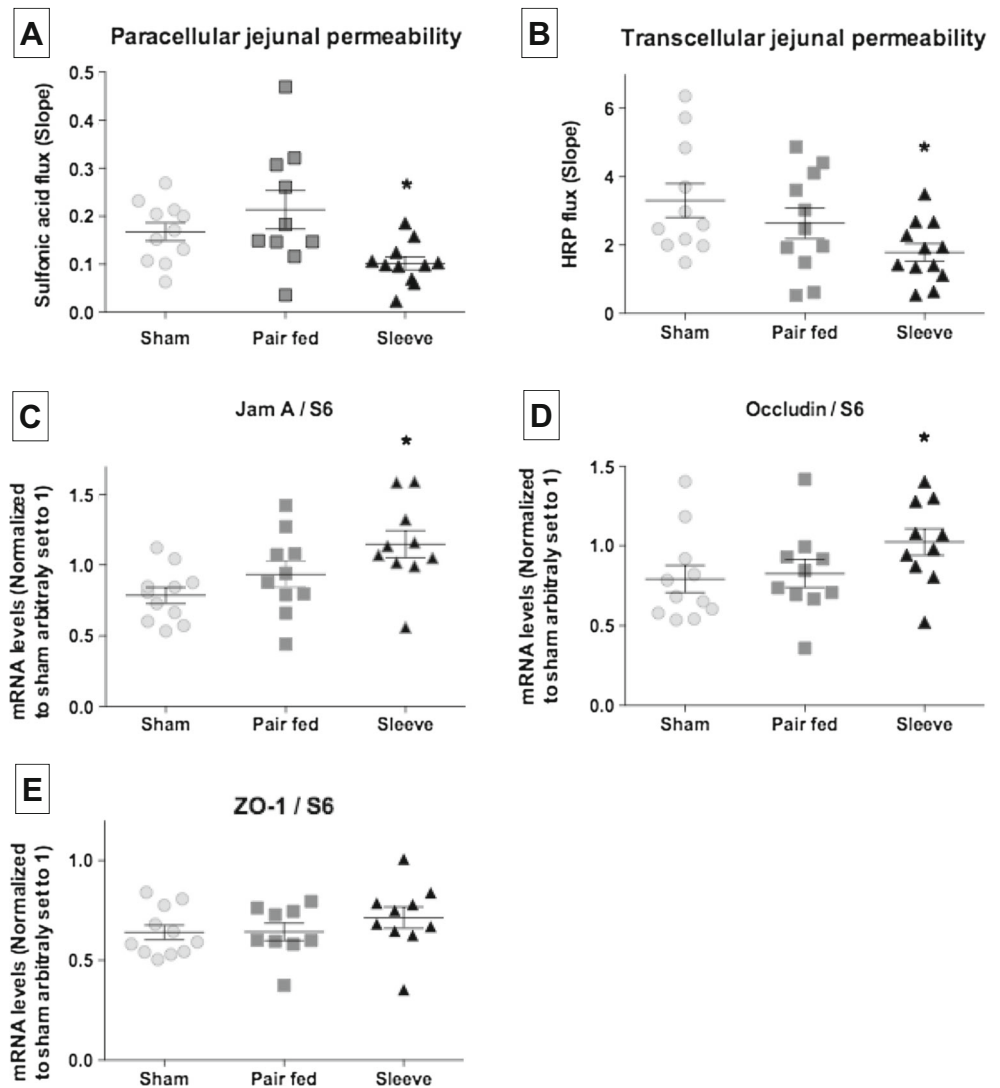 A
Paracellular jejunal permeability
Sulfonic acid flux (Slope)
0.5
0.4
0.3
0.2
0.1
0.0
*
Sham
Pair fed
Sleeve
B
Transcellular jejunal permeability
HRP flux (Slope)
6
4
2
0
*
Sham
Pair fed
Sleeve
C
Jam A / S6
mRNA levels (Normalized
to sham arbitraly set to 1)
1.5
1.0
0.5
0.0
*
Sham
Pair fed
Sleeve
D
Occludin / S6
mRNA levels (Normalized
to sham arbitraly set to 1)
1.5
1.0
0.5
0.0
*
Sham
Pair fed
Sleeve
E
ZO-1 / S6
mRNA levels (Normalized
to sham arbitraly set to 1)
1.0
0.5
0.0
Sham
Pair fed
Sleeve